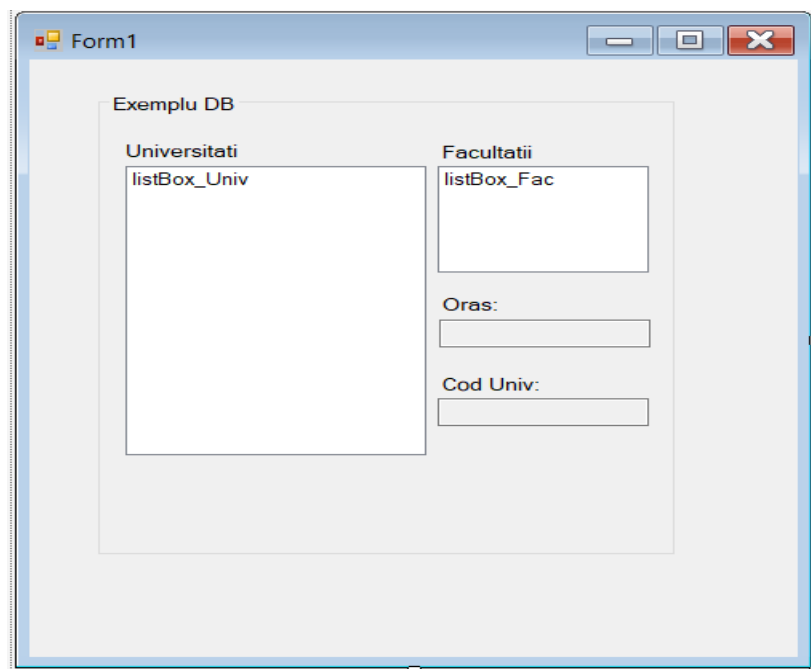 Form1
Exemplu DB
Universitati
listBox_Univ
Facultatii
listBox_Fac
Oras:
Cod Univ: